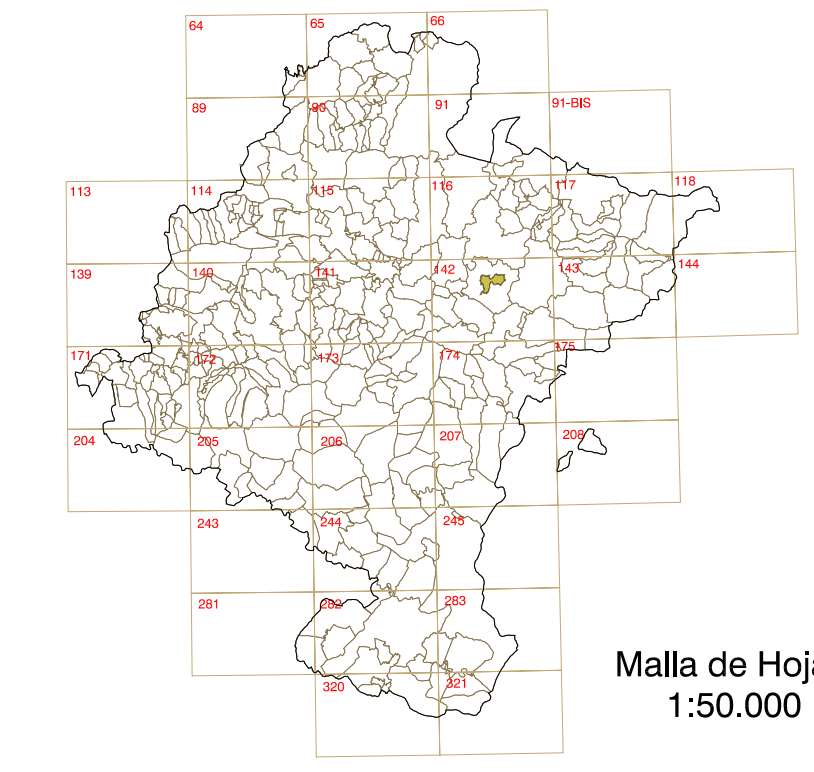 64 65 66
89 90 91 91-BIS
113 114 115 116 117 118
139 140 141 142 143 144
171 172 173 174 175
204 205 206 207 208
243 244 245
281 282 283
320 321
Malla de Hoja
1:50.000